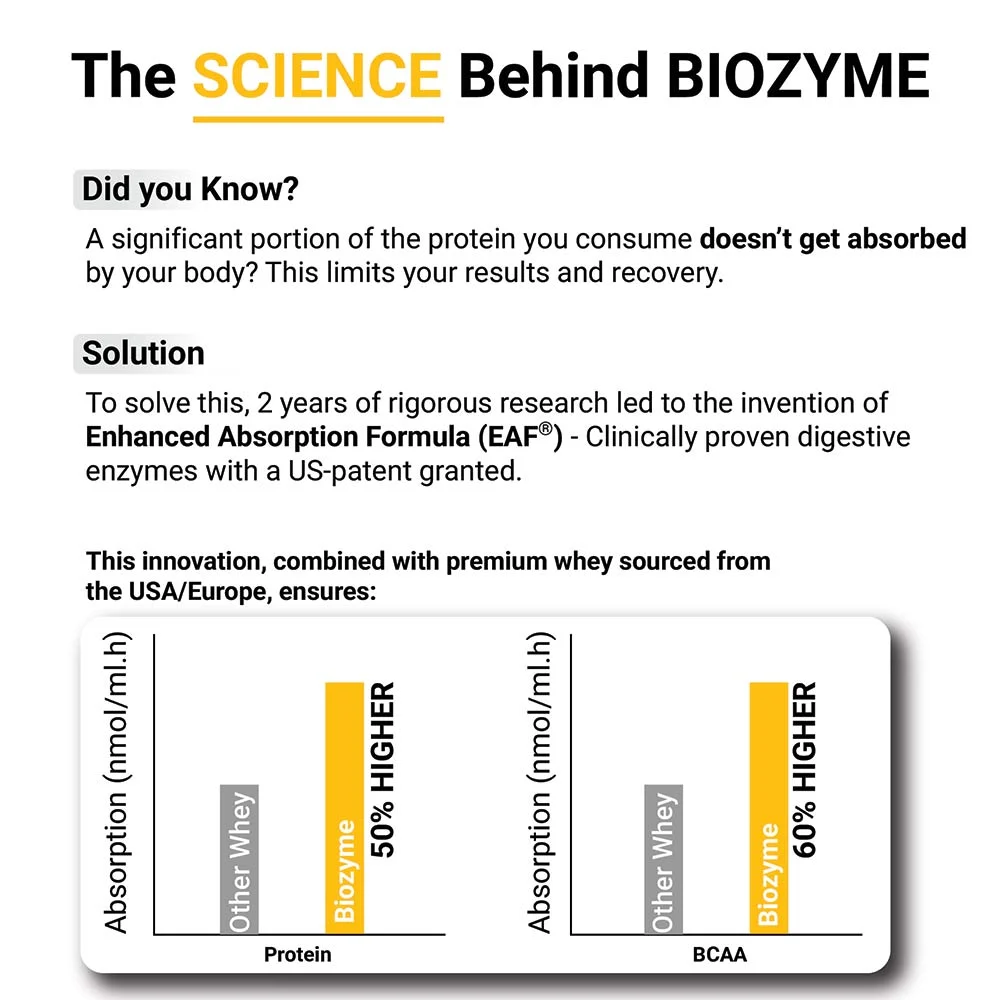 The SCIENCE Behind BIOZYME
Did you Know?
A significant portion of the protein you consume doesn’t get absorbed
by your body? This limits your results and recovery.
Solution
To solve this, 2 years of rigorous research led to the invention of
Enhanced Absorption Formula (EAF®) - Clinically proven digestive
enzymes with a US-patent granted.
This innovation, combined with premium whey sourced from
the USA/Europe, ensures:
Absorption (nmol/ml.h)
Other Whey
Biozyme
50% HIGHER
Protein
Absorption (nmol/ml.h)
Other Whey
Biozyme
60% HIGHER
BCAA